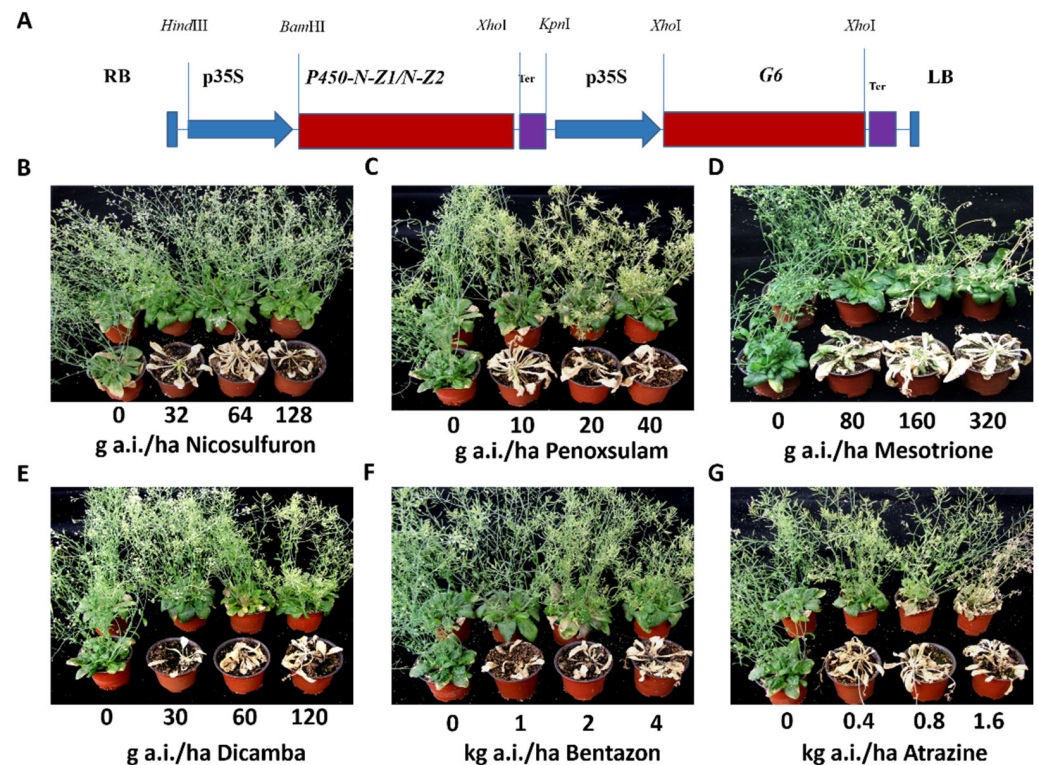 A
HindIII BamHI XhoI KpnI XhoI XhoI
RB p35S P450-N-Z1/N-Z2 Ter p35S G6 Ter LB
B C D
0 32 64 128
g a.i./ha Nicosulfuron
0 10 20 40
g a.i./ha Penoxsulam
0 80 160 320
g a.i./ha Mesotrione
E F G
0 30 60 120
g a.i./ha Dicamba
0 1 2 4
kg a.i./ha Bentazon
0 0.4 0.8 1.6
kg a.i./ha Atrazine